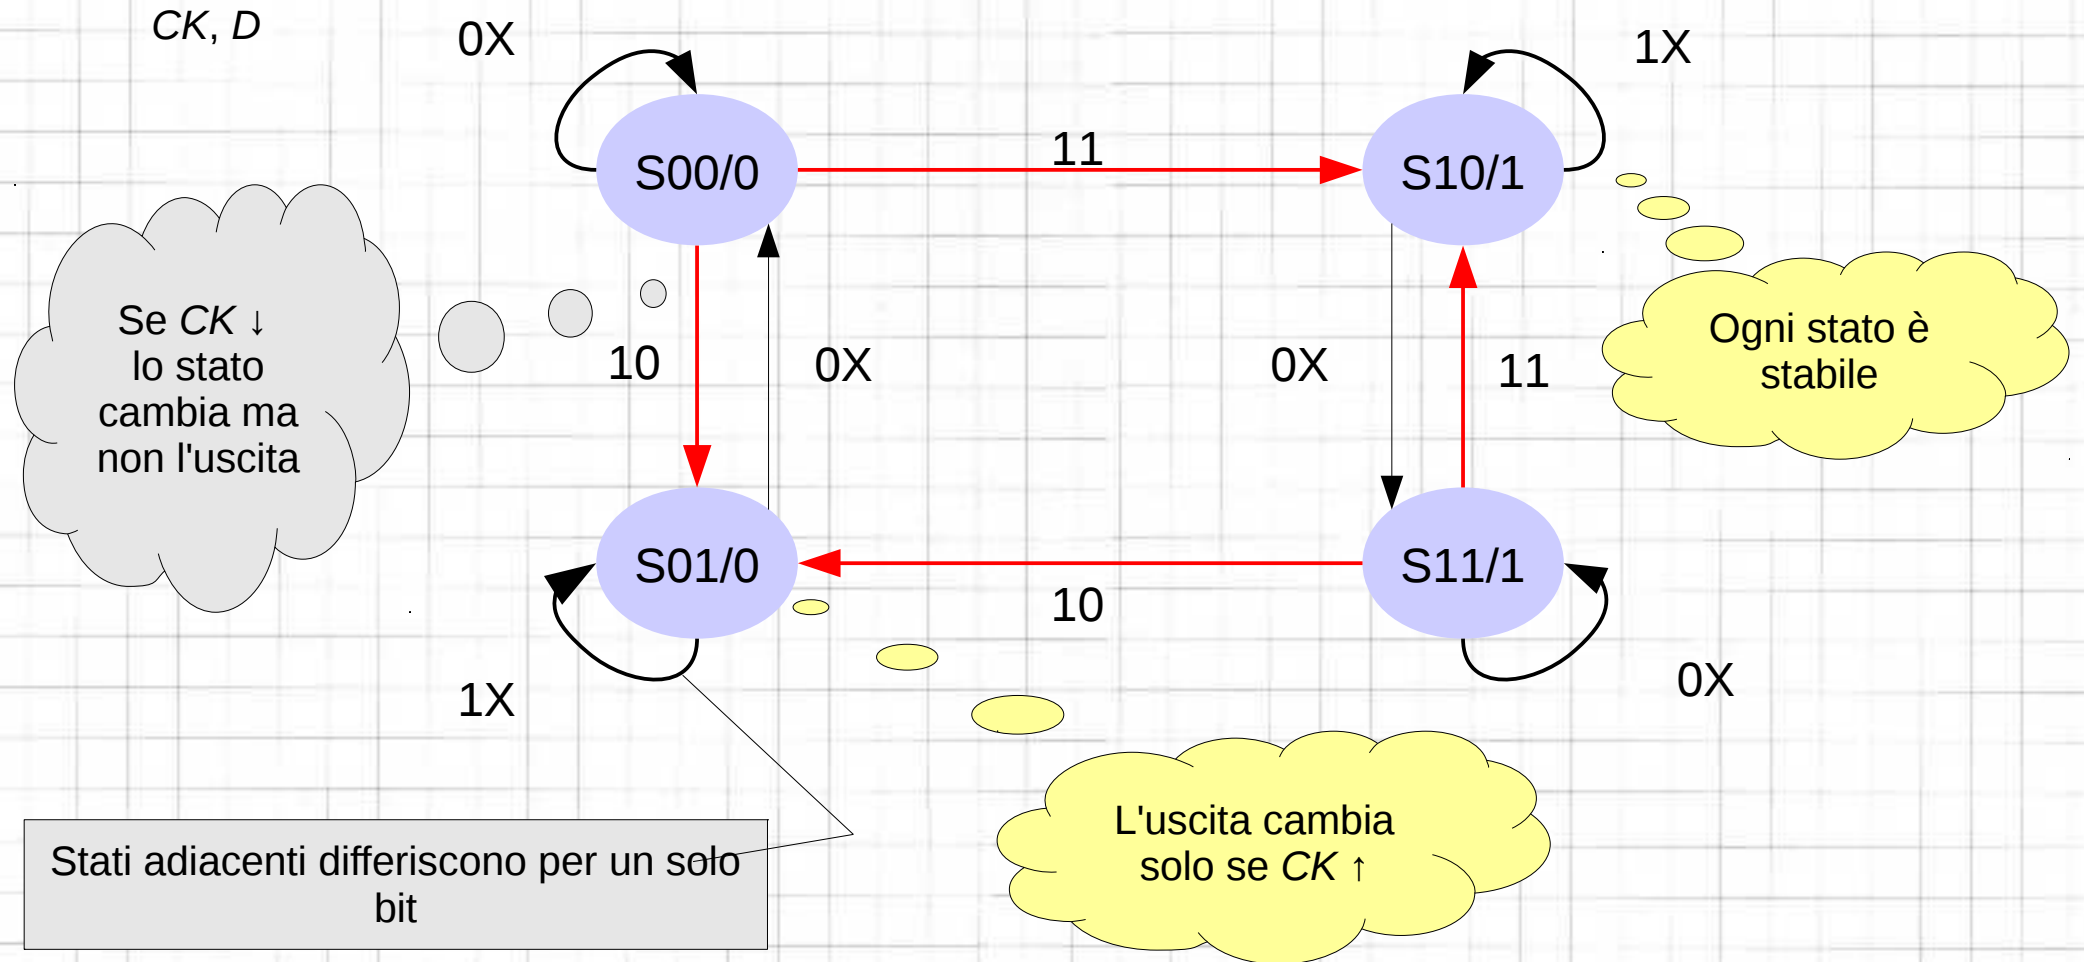 CK, D
0X
1X
S00/0
11
S10/1
Se CK ↓
lo stato
cambia ma
non l'uscita
10
0X
0X
11
Ogni stato è
stabile
S01/0
10
S11/1
1X
0X
L'uscita cambia
solo se CK ↑
Stati adiacenti differiscono per un solo
bit